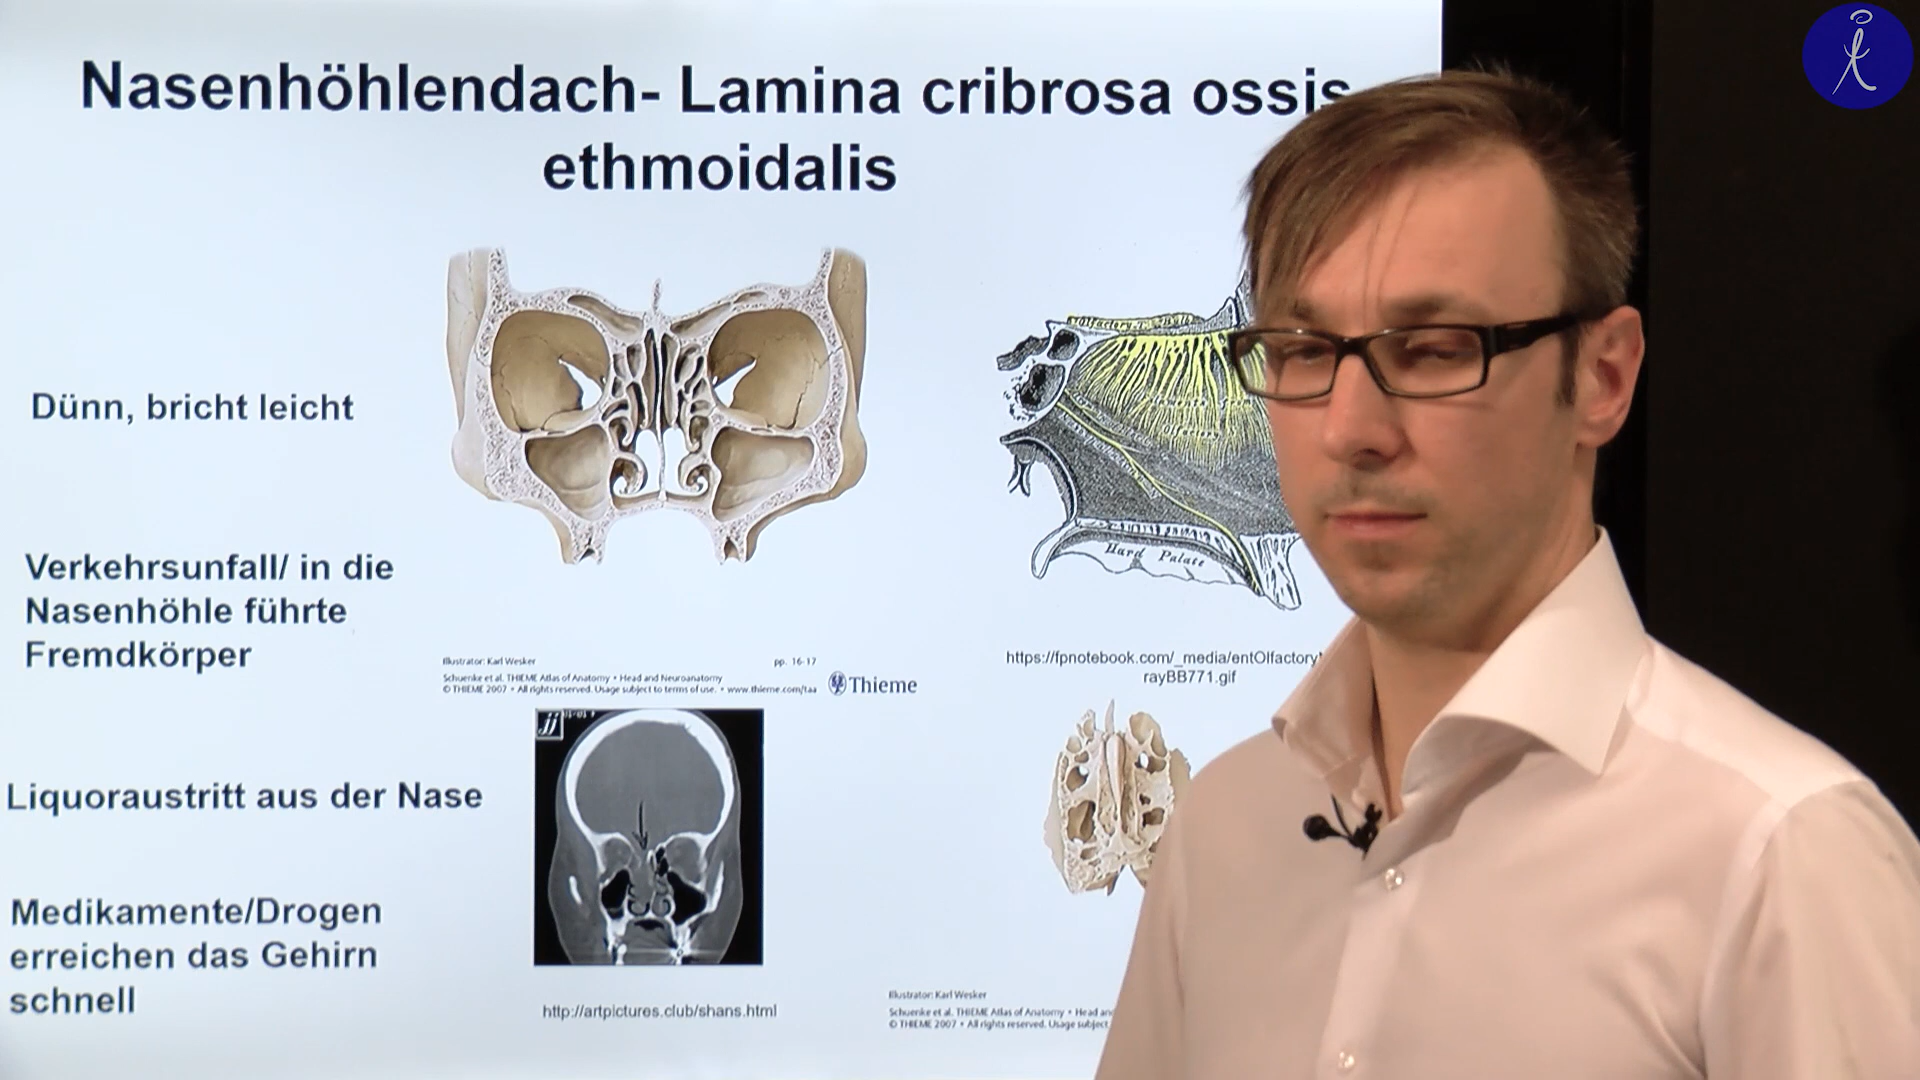 Nasenhöhlendach- Lamina cribrosa ossis
ethmoidalis
Dünn, bricht leicht
Verkehrsunfall/ in die
Nasenhöhle führte
Fremdkörper
Liquoraustritt aus der Nase
Medikamente/Drogen
erreichen das Gehirn
schnell
Illustrator: Karl Wesker pp. 16-17
Schuenke et al. THIEME Atlas of Anatomy • Head and Neuroanatomy
© THIEME 2007 • All rights reserved. Usage subject to terms of use. • www.thieme.com/taa
Thieme
jj
http://artpictures.club/shans.html
Hard Palate
https://fpnotebook.com/_media/entOlfactory
rayBB771.gif
Illustrator: Karl Wesker
Schuenke et al. THIEME Atlas of Anatomy • Head and
© THIEME 2007 • All rights reserved. Usage subject